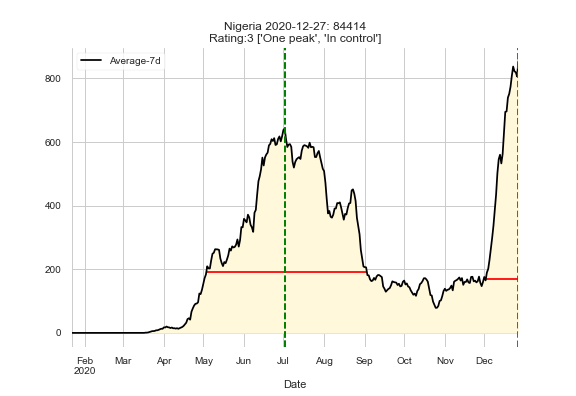 Nigeria 2020-12-27: 84414
Rating:3 ['One peak', 'In control']
Average-7d
800
600
400
200
0
Feb Mar Apr May Jun Jul Aug Sep Oct Nov Dec
2020
Date